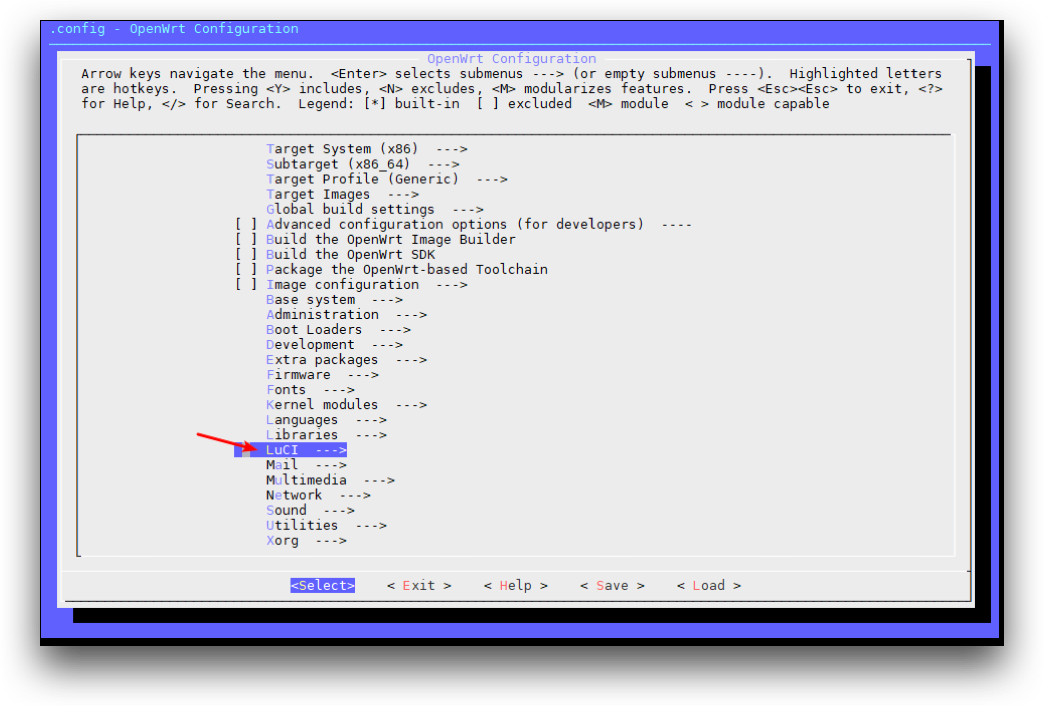 .config - OpenWrt Configuration
OpenWrt Configuration
Arrow keys navigate the menu.  <Enter> selects submenus ---> (or empty submenus ----).  Highlighted letters
are hotkeys.  Pressing <Y> includes, <N> excludes, <M> modularizes features.  Press <Esc><Esc> to exit, <?>
for Help, </> for Search.  Legend: [*] built-in  [ ] excluded  <M> module  < > module capable
Target System (x86)  --->
Subtarget (x86_64)  --->
Target Profile (Generic)  --->
Target Images  --->
Global build settings  --->
[ ] Advanced configuration options (for developers)  ----
[ ] Build the OpenWrt Image Builder
[ ] Build the OpenWrt SDK
[ ] Package the OpenWrt-based Toolchain
[ ] Image configuration  --->
Base system  --->
Administration  --->
Boot Loaders  --->
Development  --->
Extra packages  --->
Firmware  --->
Fonts  --->
Kernel modules  --->
Languages  --->
Libraries  --->
LuCI  --->
Mail  --->
Multimedia  --->
Network  --->
Sound  --->
Utilities  --->
Xorg  --->
<Select>    < Exit >    < Help >    < Save >    < Load >